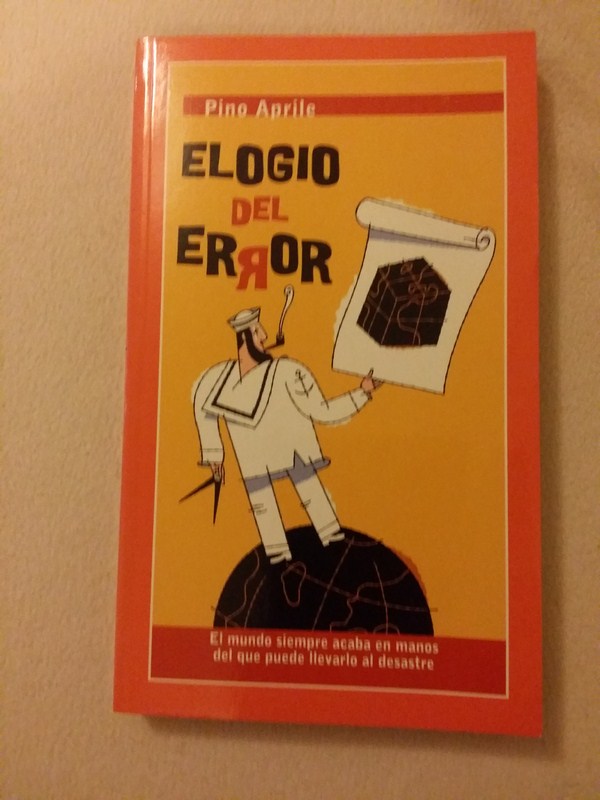 Pino Aprile
ELOGIO
DEL
ERROR
El mundo siempre acaba en manos
del que puede llevarlo al desastre